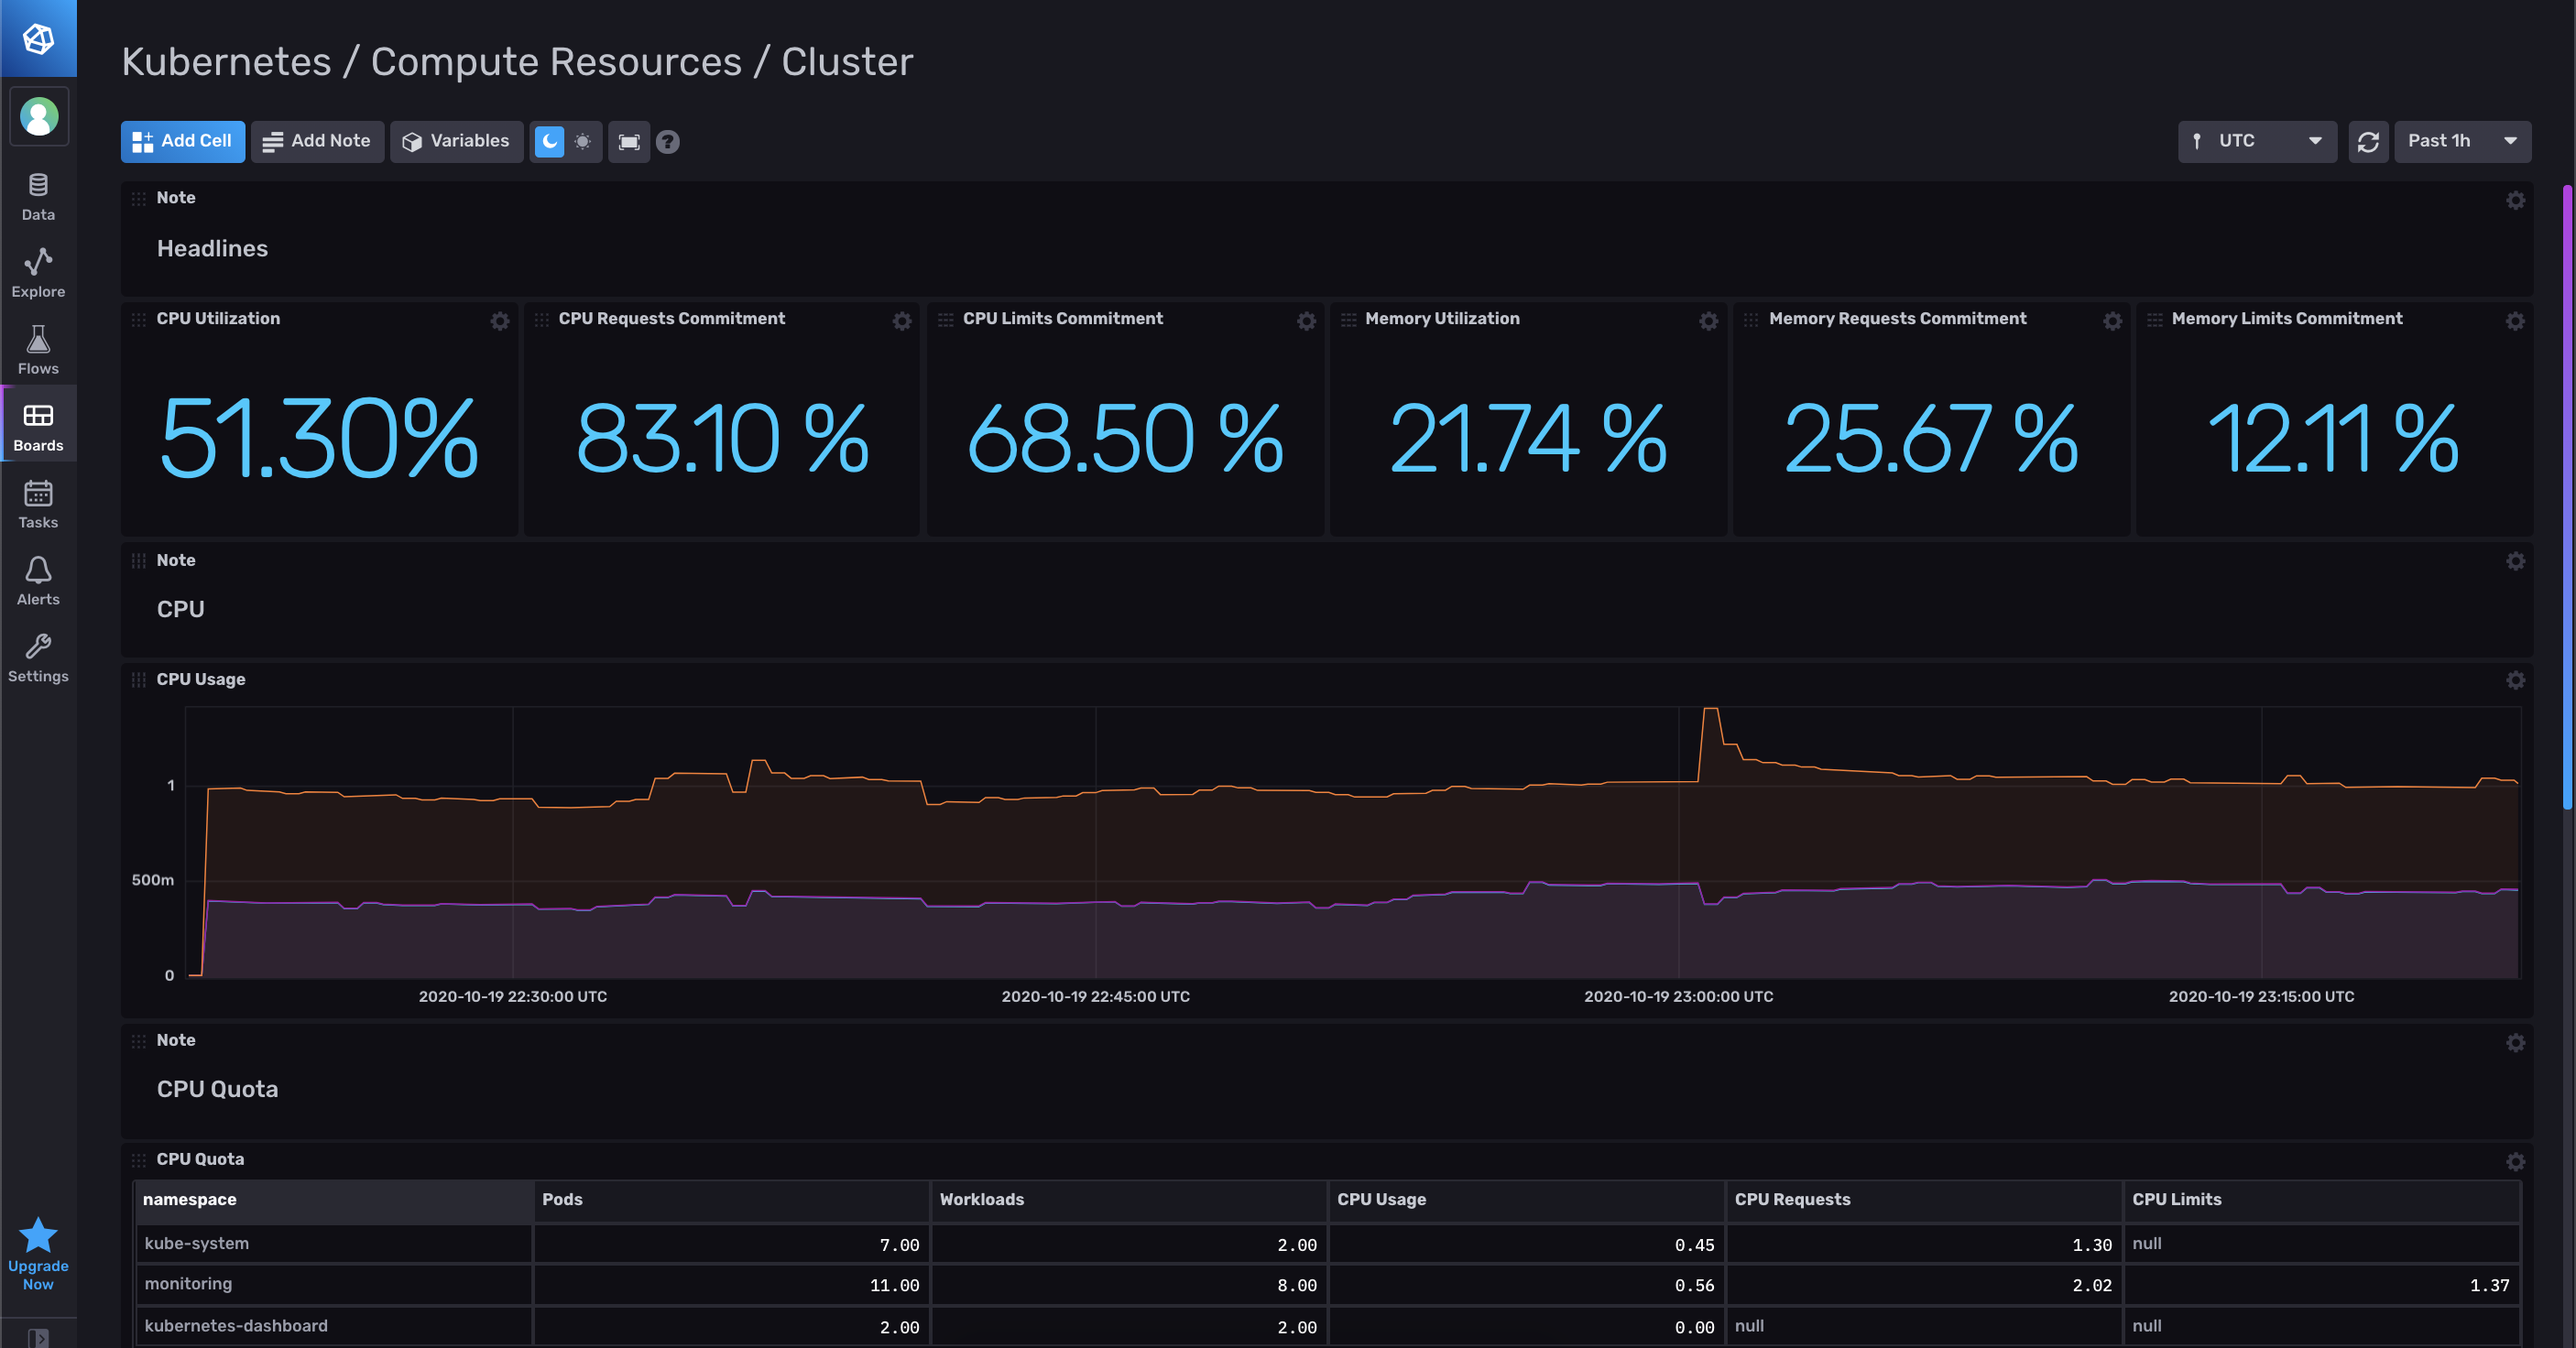 Kubernetes / Compute Resources / Cluster
Add Cell Add Note Variables ? UTC Past 1h
Data
Explore
Flows
Boards
Tasks
Alerts
Settings
Upgrade
Now
Note
Headlines
CPU Utilization CPU Requests Commitment CPU Limits Commitment Memory Utilization Memory Requests Commitment Memory Limits Commitment
51.30% 83.10 % 68.50 % 21.74 % 25.67 % 12.11 %
Note
CPU
CPU Usage
1
500m
0
2020-10-19 22:30:00 UTC 2020-10-19 22:45:00 UTC 2020-10-19 23:00:00 UTC 2020-10-19 23:15:00 UTC
Note
CPU Quota
CPU Quota
namespace Pods Workloads CPU Usage CPU Requests CPU Limits
kube-system 7.00 2.00 0.45 1.30 null
monitoring 11.00 8.00 0.56 2.02 1.37
kubernetes-dashboard 2.00 2.00 0.00 null null